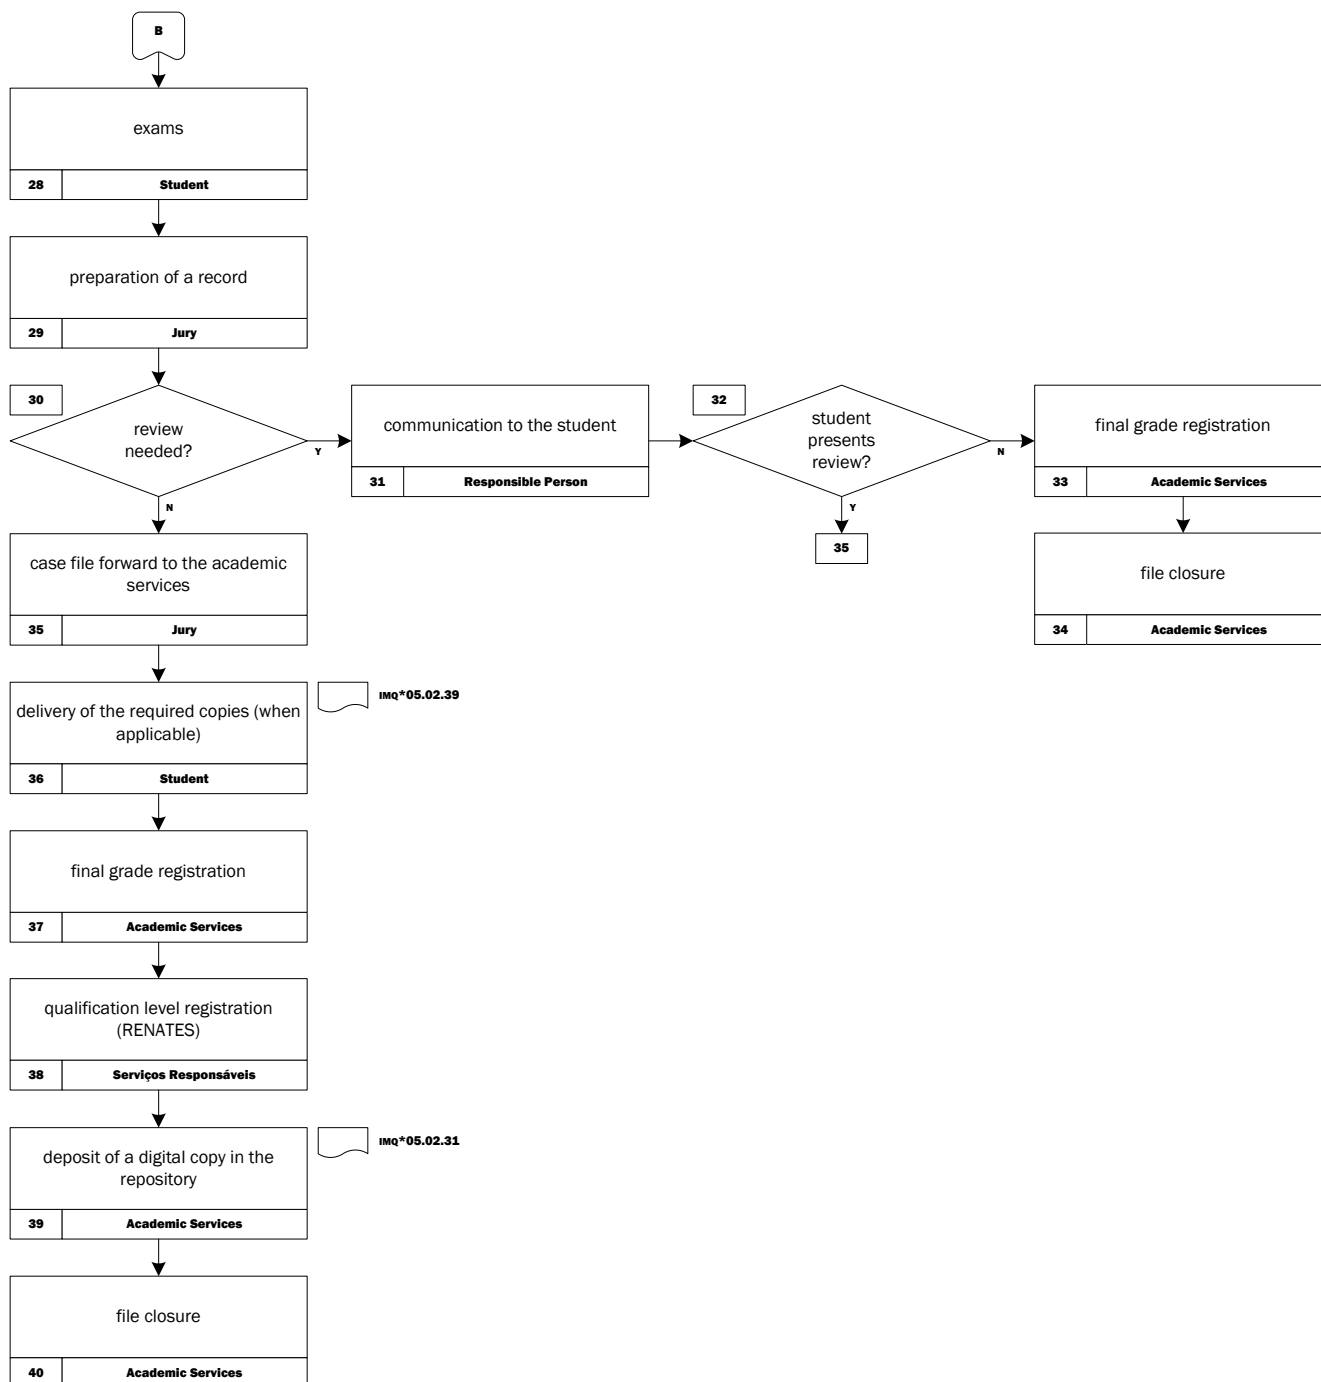 B
exams
28 Student
preparation of a record
29 Jury
30
review
needed?
Y
N
communication to the student
31 Responsible Person
32
student
presents
review?
N
Y
35
final grade registration
33 Academic Services
file closure
34 Academic Services
case file forward to the academic
services
35 Jury
delivery of the required copies (when
applicable)
36 Student
IMQ*05.02.39
final grade registration
37 Academic Services
qualification level registration
(RENATES)
38 Serviços Responsáveis
deposit of a digital copy in the
repository
39 Academic Services
IMQ*05.02.31
file closure
40 Academic Services